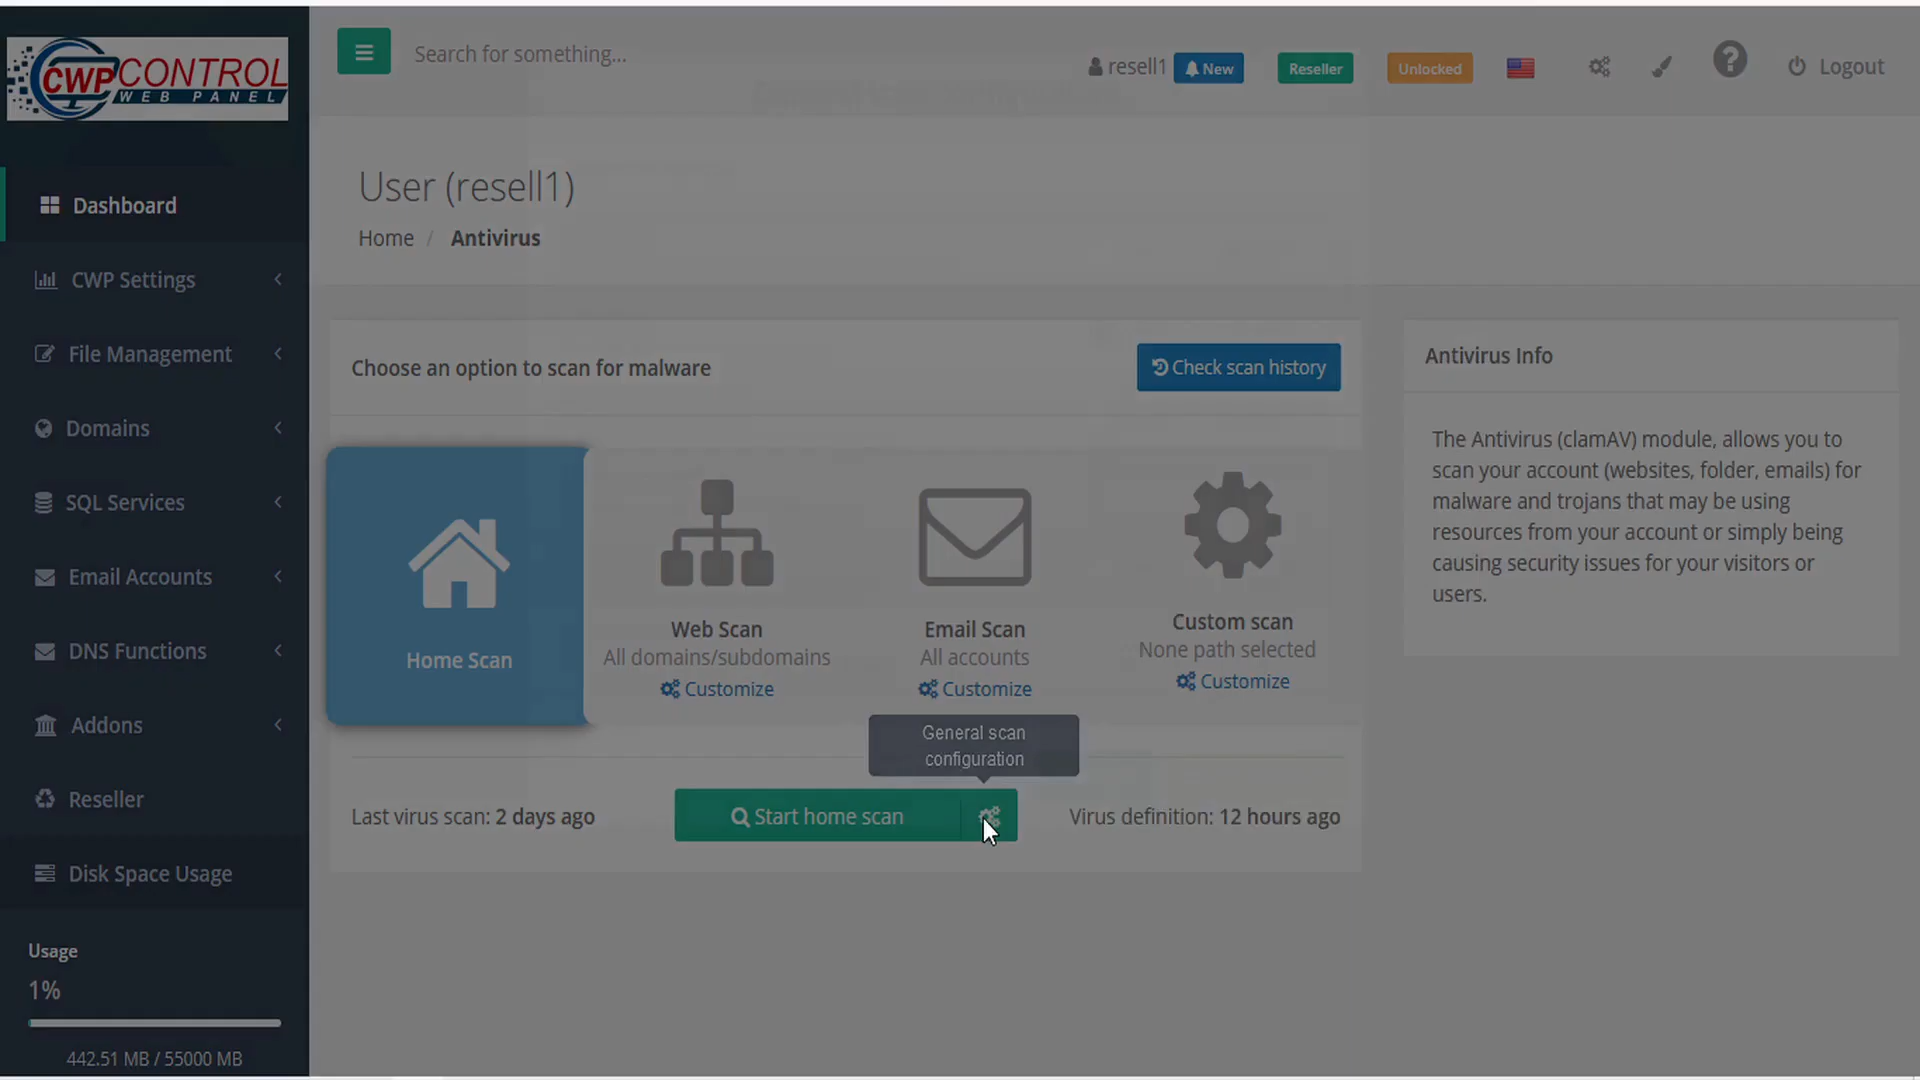 CWP CONTROL
WEB PANEL
Search for something...
resell1
New
Reseller
Unlocked
Logout
Dashboard
CWP Settings
File Management
Domains
SQL Services
Email Accounts
DNS Functions
Addons
Reseller
Disk Space Usage
Usage
1%
442.51 MB / 55000 MB
User (resell1)
Home / Antivirus
Choose an option to scan for malware
Check scan history
Home Scan
Web Scan
All domains/subdomains
Customize
Email Scan
All accounts
Customize
Custom scan
None path selected
Customize
General scan
configuration
Last virus scan: 2 days ago
Start home scan
Virus definition: 12 hours ago
Antivirus Info
The Antivirus (clamAV) module, allows you to
scan your account (websites, folder, emails) for
malware and trojans that may be using
resources from your account or simply being
causing security issues for your visitors or
users.